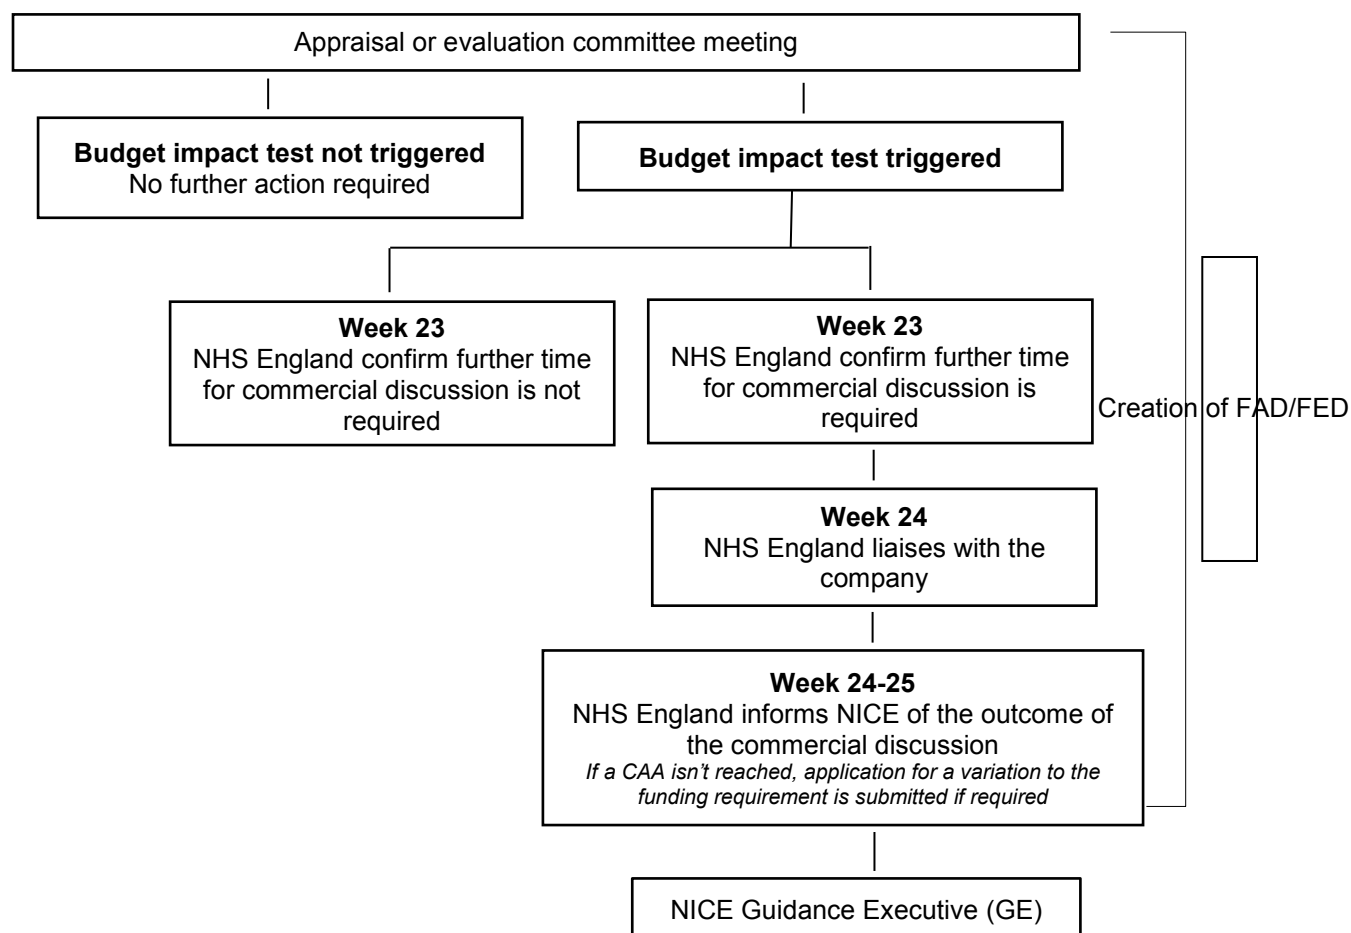 Appraisal or evaluation committee meeting
Budget impact test not triggered
No further action required
Budget impact test triggered
Week 23
NHS England confirm further time
for commercial discussion is not
required
Week 23
NHS England confirm further time
for commercial discussion is
required
Creation of FAD/FED
Week 24
NHS England liaises with the
company
Week 24-25
NHS England informs NICE of the outcome of
the commercial discussion
If a CAA isn’t reached, application for a variation to the
funding requirement is submitted if required
NICE Guidance Executive (GE)